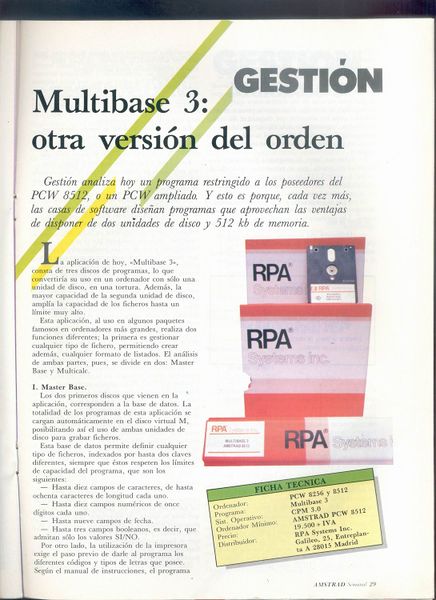 GESTIÓN
Multibase 3:
otra versión del orden
Gestión analiza hoy un programa restringido a los poseedores del
PCW 8512, o un PCW ampliado. Y esto es porque, cada vez más,
las casas de software diseñan programas que aprovechan las ventajas
de disponer de dos unidades de disco y 512 kb de memoria.
La aplicación de hoy, «Multibase 3»,
consta de tres discos de programas, lo que
convertiría su uso en un ordenador con sólo una
unidad de disco, en una tortura. Además, la
mayor capacidad de la segunda unidad de disco,
amplía la capacidad de los ficheros hasta un
límite muy alto.
Esta aplicación, al uso en algunos paquetes
famosos en ordenadores más grandes, realiza dos
funciones diferentes; la primera es gestionar
cualquier tipo de fichero, permitiendo crear
además, cualquier formato de listados. El análisis
de ambas partes, pues, se divide en dos: Master
Base y Multicalc.
1. Master Base.
Los dos primeros discos que vienen en la
aplicación, corresponden a la base de datos. La
totalidad de los programas de esta aplicación se
cargan automáticamente en el disco virtual M,
posibilitando así el uso de ambas unidades de
disco para grabar ficheros.
Esta base de datos permite definir cualquier
tipo de ficheros, indexados por hasta dos claves
diferentes, siempre que éstos respeten los límites
de capacidad del programa, que son los
siguientes:
— Hasta diez campos de caracteres, de hasta
ochenta caracteres de longitud cada uno.
— Hasta diez campos numéricos de once
dígitos cada uno.
— Hasta nueve campos de fecha.
— Hasta tres campos booleanos, es decir, que
admitan sólo los valores SI/NO.
Por otro lado, la utilización de la impresora
exige el paso previo de darle al programa los
diferentes códigos y tipos de letras que posee.
Según el manual de instrucciones, el programa
RPA
Systems
RPA
RPA
Systems Inc.
RPA
MULTIBASE 3
AMSTRAD 8512
RPA Systems
FICHA TECNICA
Ordenador: PCW 8256 y 8512
Programa: Multibase 3
Sist. Operativo: CPM 3.0
Ordenador Mínimo: AMSTRAD PCW 8512
Precio: 19.500 + IVA
Distribuidor: RPA Systems Inc.
Galileo, 25, Entreplan-
ta A 28015 Madrid
AMSTRAD Semanal 29